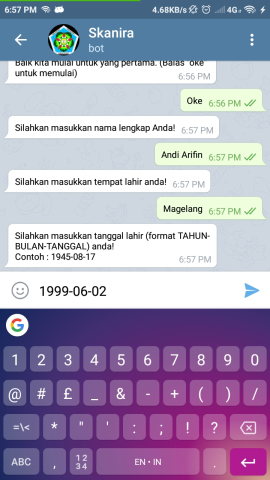 6:57 PM 4.68KB/s 4G
Skanira
bot
Baik kita mulai untuk yang pertama. (Balas "oke"
untuk memulai) 6:56 PM
Oke 6:56 PM
Silahkan masukkan nama lengkap Anda! 6:57 PM
Andi Arifin 6:57 PM
Silahkan masukkan tempat lahir anda! 6:57 PM
Magelang 6:57 PM
Silahkan masukkan tanggal lahir (format TAHUN-
BULAN-TANGGAL) anda!
Contoh : 1945-08-17 6:57 PM
1999-06-02
G
1 2 3 4 5 6 7 8 9 0
@ # £ _ & - + ( ) /
=\< * " ' : ; ! ?
ABC , 12 EN • IN .
34